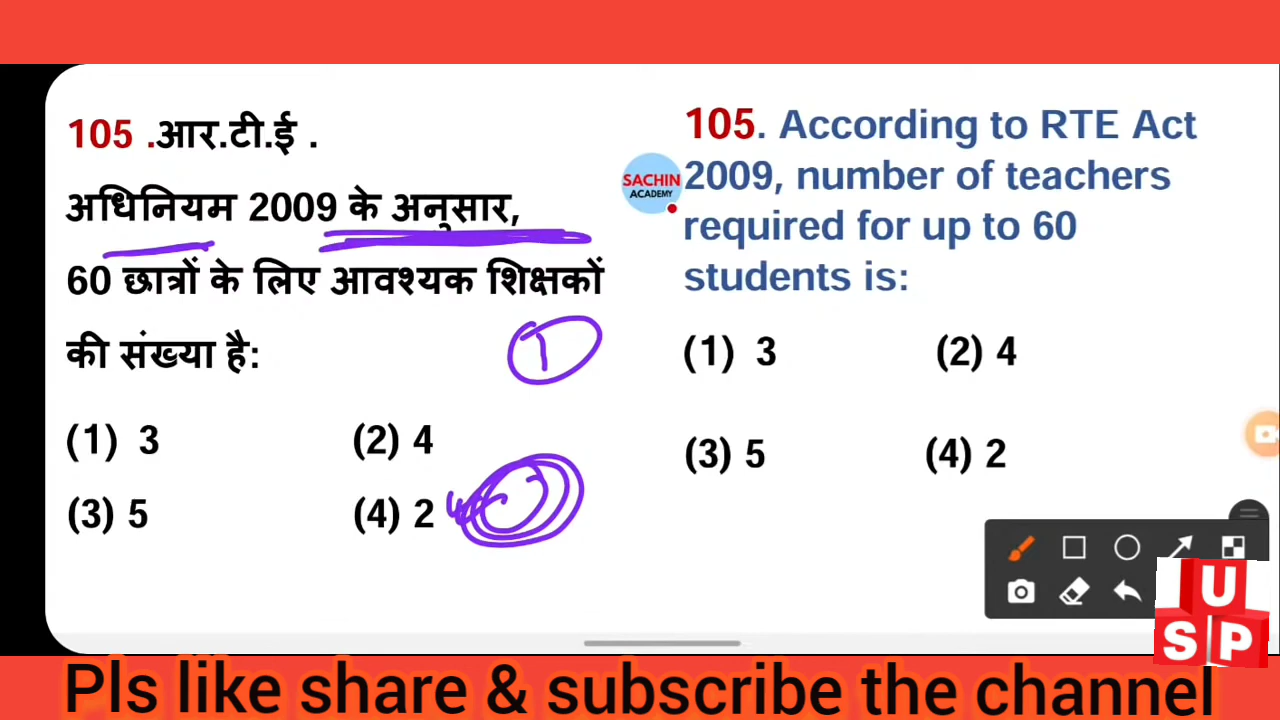 105 .आर.टी.ई .
अधिनियम 2009 के अनुसार,
60 छात्रों के लिए आवश्यक शिक्षकों
की संख्या है:
(1) 3 (2) 4
(3) 5 (4) 2
1
SACHIN
ACADEMY
105. According to RTE Act
2009, number of teachers
required for up to 60
students is:
(1) 3 (2) 4
(3) 5 (4) 2
U
S P
Pls like share & subscribe the channel